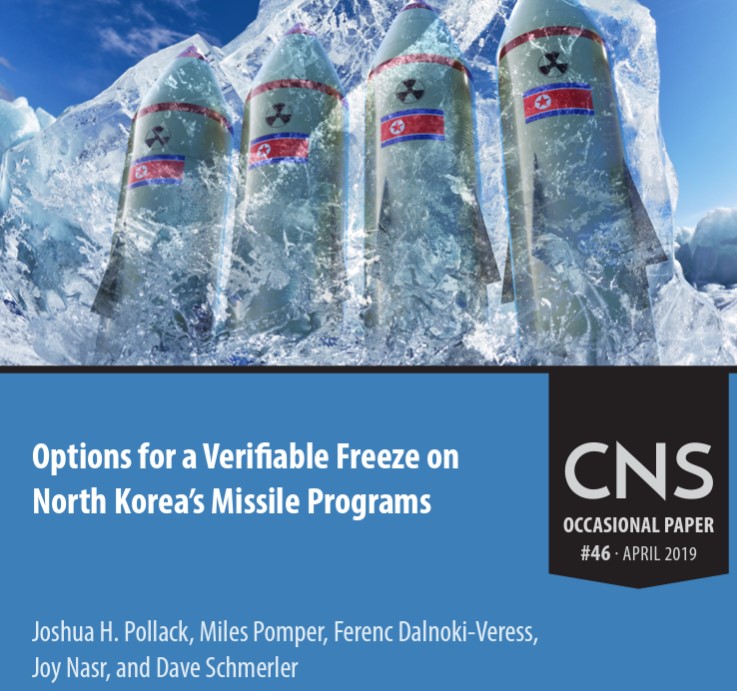 Options for a Verifiable Freeze on
North Korea's Missile Programs
CNS
OCCASIONAL PAPER
#46 · APRIL 2019
Joshua H. Pollack, Miles Pomper, Ferenc Dalnoki-Veress,
Joy Nasr, and Dave Schmerler